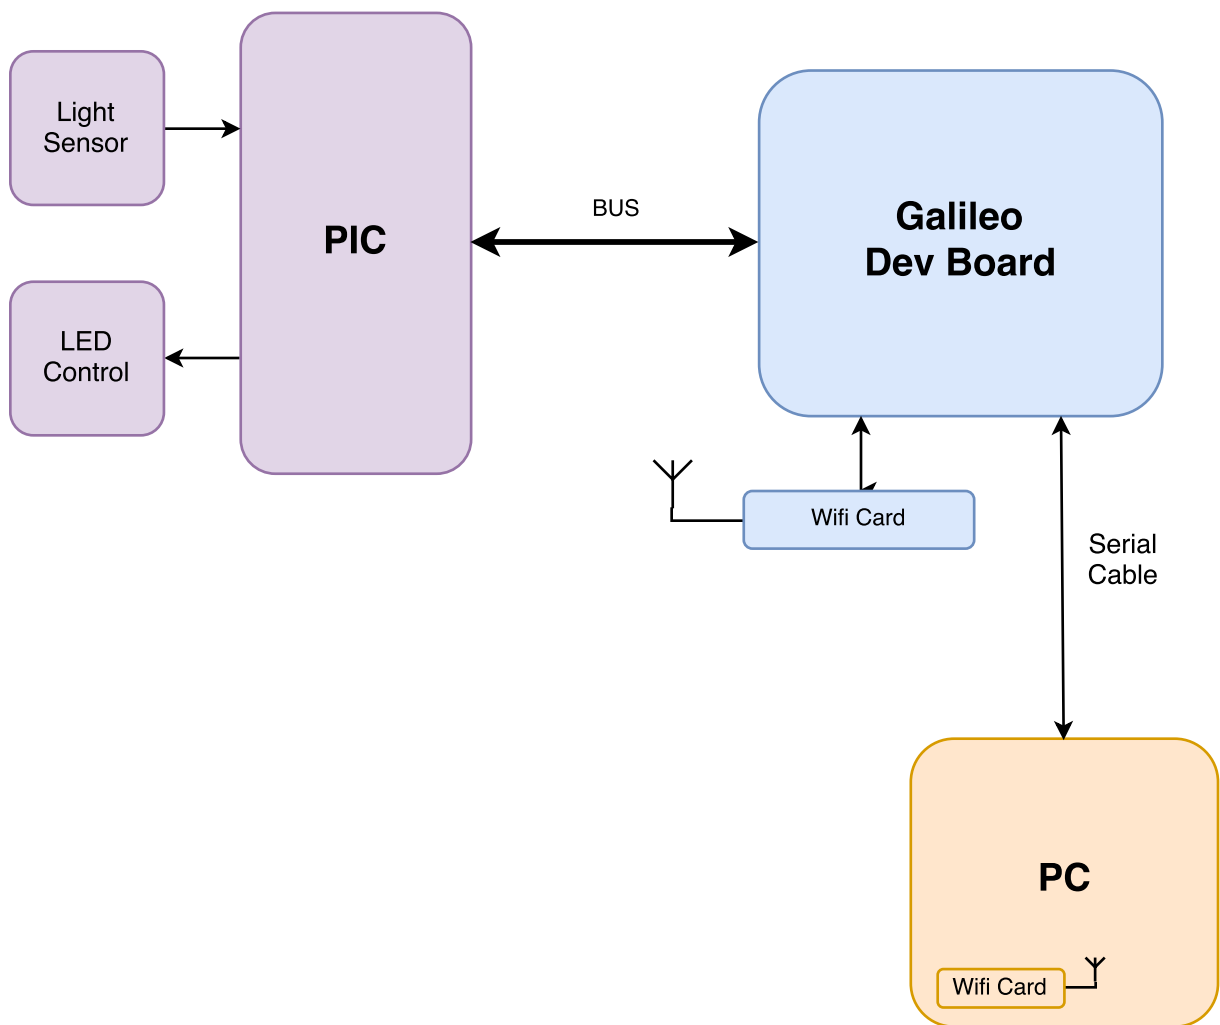 Light
Sensor
PIC
LED
Control
BUS
Galileo
Dev Board
Wifi Card
Serial
Cable
PC
Wifi Card